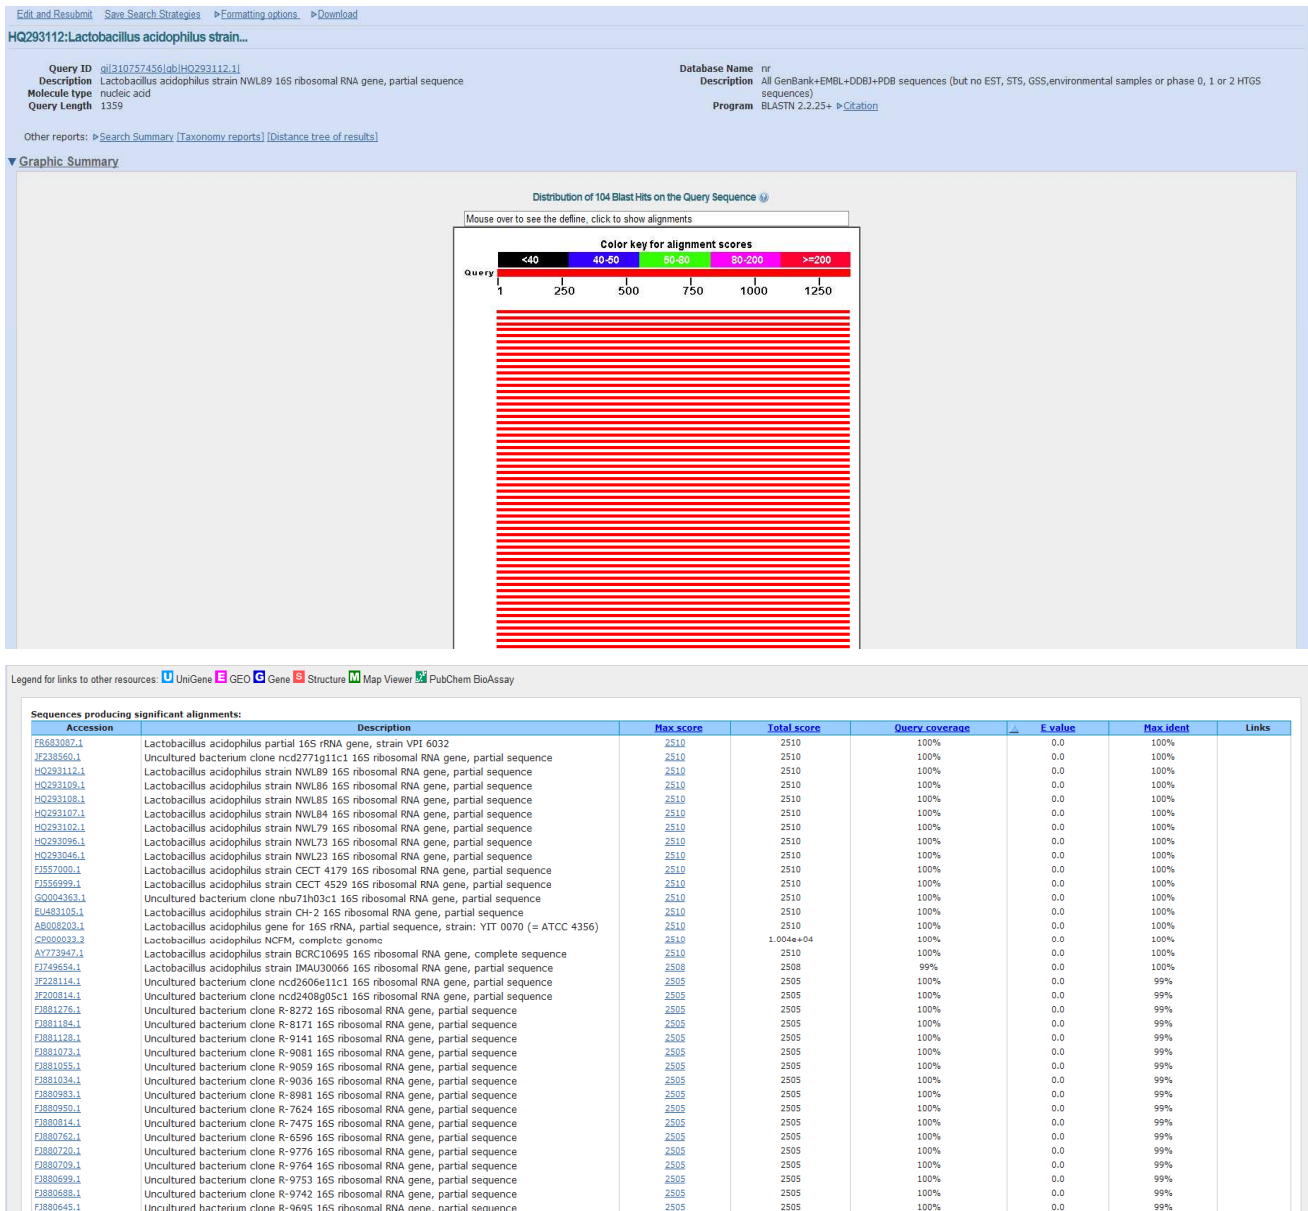 Edit and Resubmit Save Search Strategies ▷Formatting options ▷Download
HQ293112:Lactobacillus acidophilus strain...
Query ID gi|310757456|gb|HQ293112.1|
Description Lactobacillus acidophilus strain NWL89 16S ribosomal RNA gene, partial sequence
Molecule type nucleic acid
Query Length 1359
Database Name nr
Description All GenBank+EMBL+DDBJ+PDB sequences (but no EST, STS, GSS,environmental samples or phase 0, 1 or 2 HTGS
sequences)
Program BLASTN 2.2.25+ ▷Citation
Other reports: ▷Search Summary [Taxonomy reports] [Distance tree of results]
▼Graphic Summary
Distribution of 104 Blast Hits on the Query Sequence
Mouse over to see the defline, click to show alignments
Color key for alignment scores
<40 40-50 50-80 80-200 >=200
Query
1 250 500 750 1000 1250
Legend for links to other resources: U UniGene E GEO G Gene S Structure M Map Viewer PubChem BioAssay
Sequences producing significant alignments:
Accession Description Max score Total score Query coverage E value Max ident Links
FR683087.1 Lactobacillus acidophilus partial 16S rRNA gene, strain VPI 6032 2510 2510 100% 0.0 100%
JF238560.1 Uncultured bacterium clone ncd2771g11c1 16S ribosomal RNA gene, partial sequence 2510 2510 100% 0.0 100%
HQ293112.1 Lactobacillus acidophilus strain NWL89 16S ribosomal RNA gene, partial sequence 2510 2510 100% 0.0 100%
HQ293109.1 Lactobacillus acidophilus strain NWL86 16S ribosomal RNA gene, partial sequence 2510 2510 100% 0.0 100%
HQ293108.1 Lactobacillus acidophilus strain NWL85 16S ribosomal RNA gene, partial sequence 2510 2510 100% 0.0 100%
HQ293107.1 Lactobacillus acidophilus strain NWL84 16S ribosomal RNA gene, partial sequence 2510 2510 100% 0.0 100%
HQ293102.1 Lactobacillus acidophilus strain NWL79 16S ribosomal RNA gene, partial sequence 2510 2510 100% 0.0 100%
HQ293096.1 Lactobacillus acidophilus strain NWL73 16S ribosomal RNA gene, partial sequence 2510 2510 100% 0.0 100%
HQ293046.1 Lactobacillus acidophilus strain NWL23 16S ribosomal RNA gene, partial sequence 2510 2510 100% 0.0 100%
FJ557000.1 Lactobacillus acidophilus strain CECT 4179 16S ribosomal RNA gene, partial sequence 2510 2510 100% 0.0 100%
FJ556999.1 Lactobacillus acidophilus strain CECT 4529 16S ribosomal RNA gene, partial sequence 2510 2510 100% 0.0 100%
GQ004363.1 Uncultured bacterium clone nbu71h03c1 16S ribosomal RNA gene, partial sequence 2510 2510 100% 0.0 100%
EU483105.1 Lactobacillus acidophilus strain CH-2 16S ribosomal RNA gene, partial sequence 2510 2510 100% 0.0 100%
AB008203.1 Lactobacillus acidophilus gene for 16S rRNA, partial sequence, strain: YIT 0070 (= ATCC 4356) 2510 2510 100% 0.0 100%
CP000033.3 Lactobacillus acidophilus NCFM, complete genome 2510 1.004e+04 100% 0.0 100%
AY773947.1 Lactobacillus acidophilus strain BCRC10695 16S ribosomal RNA gene, complete sequence 2510 2510 100% 0.0 100%
FJ749654.1 Lactobacillus acidophilus strain IMAU30066 16S ribosomal RNA gene, partial sequence 2508 2508 99% 0.0 100%
JF228114.1 Uncultured bacterium clone ncd2606e11c1 16S ribosomal RNA gene, partial sequence 2505 2505 100% 0.0 99%
JF200814.1 Uncultured bacterium clone ncd2408g05c1 16S ribosomal RNA gene, partial sequence 2505 2505 100% 0.0 99%
FJ881276.1 Uncultured bacterium clone R-8272 16S ribosomal RNA gene, partial sequence 2505 2505 100% 0.0 99%
FJ881184.1 Uncultured bacterium clone R-8171 16S ribosomal RNA gene, partial sequence 2505 2505 100% 0.0 99%
FJ881128.1 Uncultured bacterium clone R-9141 16S ribosomal RNA gene, partial sequence 2505 2505 100% 0.0 99%
FJ881073.1 Uncultured bacterium clone R-9081 16S ribosomal RNA gene, partial sequence 2505 2505 100% 0.0 99%
FJ881055.1 Uncultured bacterium clone R-9059 16S ribosomal RNA gene, partial sequence 2505 2505 100% 0.0 99%
FJ881034.1 Uncultured bacterium clone R-9036 16S ribosomal RNA gene, partial sequence 2505 2505 100% 0.0 99%
FJ880983.1 Uncultured bacterium clone R-8981 16S ribosomal RNA gene, partial sequence 2505 2505 100% 0.0 99%
FJ880950.1 Uncultured bacterium clone R-7624 16S ribosomal RNA gene, partial sequence 2505 2505 100% 0.0 99%
FJ880814.1 Uncultured bacterium clone R-7475 16S ribosomal RNA gene, partial sequence 2505 2505 100% 0.0 99%
FJ880762.1 Uncultured bacterium clone R-6596 16S ribosomal RNA gene, partial sequence 2505 2505 100% 0.0 99%
FJ880720.1 Uncultured bacterium clone R-9776 16S ribosomal RNA gene, partial sequence 2505 2505 100% 0.0 99%
FJ880709.1 Uncultured bacterium clone R-9764 16S ribosomal RNA gene, partial sequence 2505 2505 100% 0.0 99%
FJ880699.1 Uncultured bacterium clone R-9753 16S ribosomal RNA gene, partial sequence 2505 2505 100% 0.0 99%
FJ880688.1 Uncultured bacterium clone R-9742 16S ribosomal RNA gene, partial sequence 2505 2505 100% 0.0 99%
FJ880645.1 Uncultured bacterium clone R-9695 16S ribosomal RNA gene, partial sequence 2505 2505 100% 0.0 99%